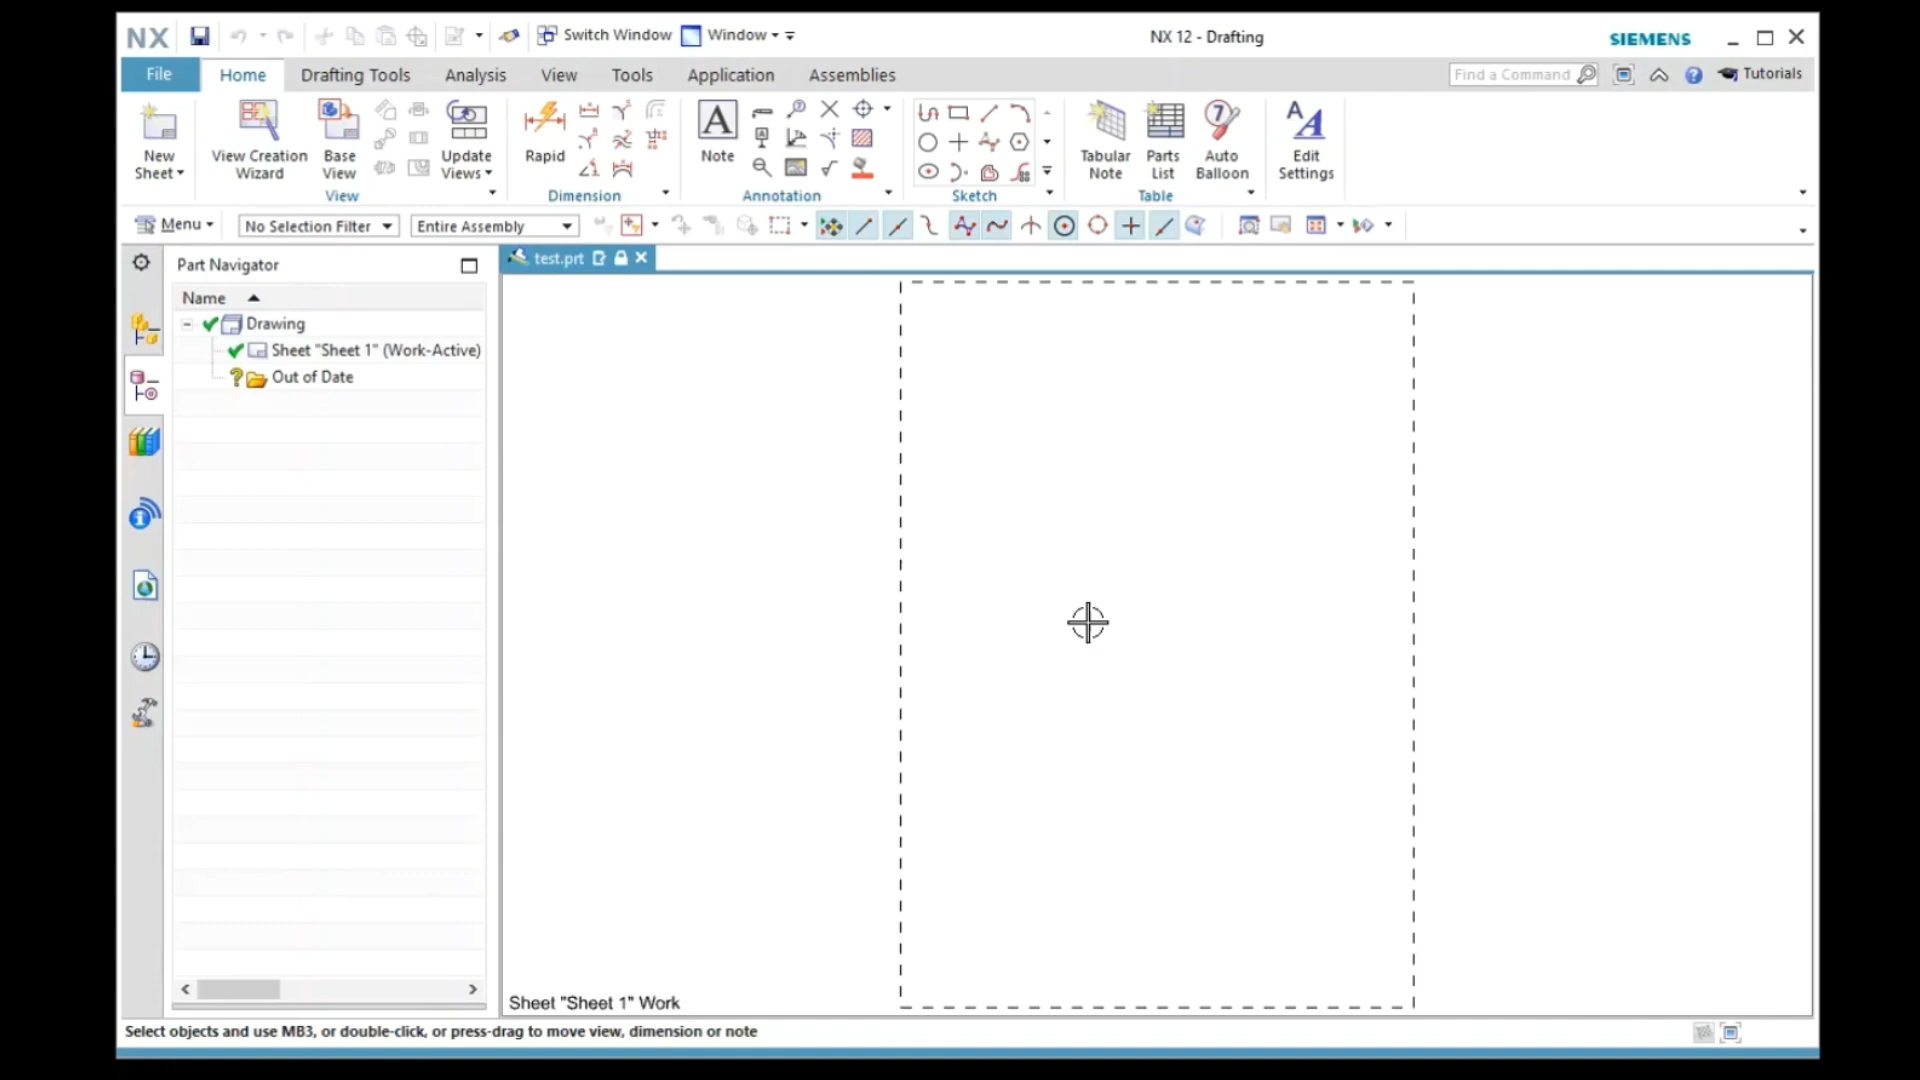 NX Switch Window Window NX 12 - Drafting SIEMENS
File Home Drafting Tools Analysis View Tools Application Assemblies Find a Command Tutorials
New Sheet
View Creation Wizard
Base View
Update Views
View
Rapid
Dimension
A
Note
Annotation
Sketch
Tabular Note
Parts List
7
Auto Balloon
Table
A A
Edit Settings
Menu No Selection Filter Entire Assembly
Part Navigator
test.prt
Name
Drawing
Sheet "Sheet 1" (Work-Active)
Out of Date
Sheet "Sheet 1" Work
Select objects and use MB3, or double-click, or press-drag to move view, dimension or note